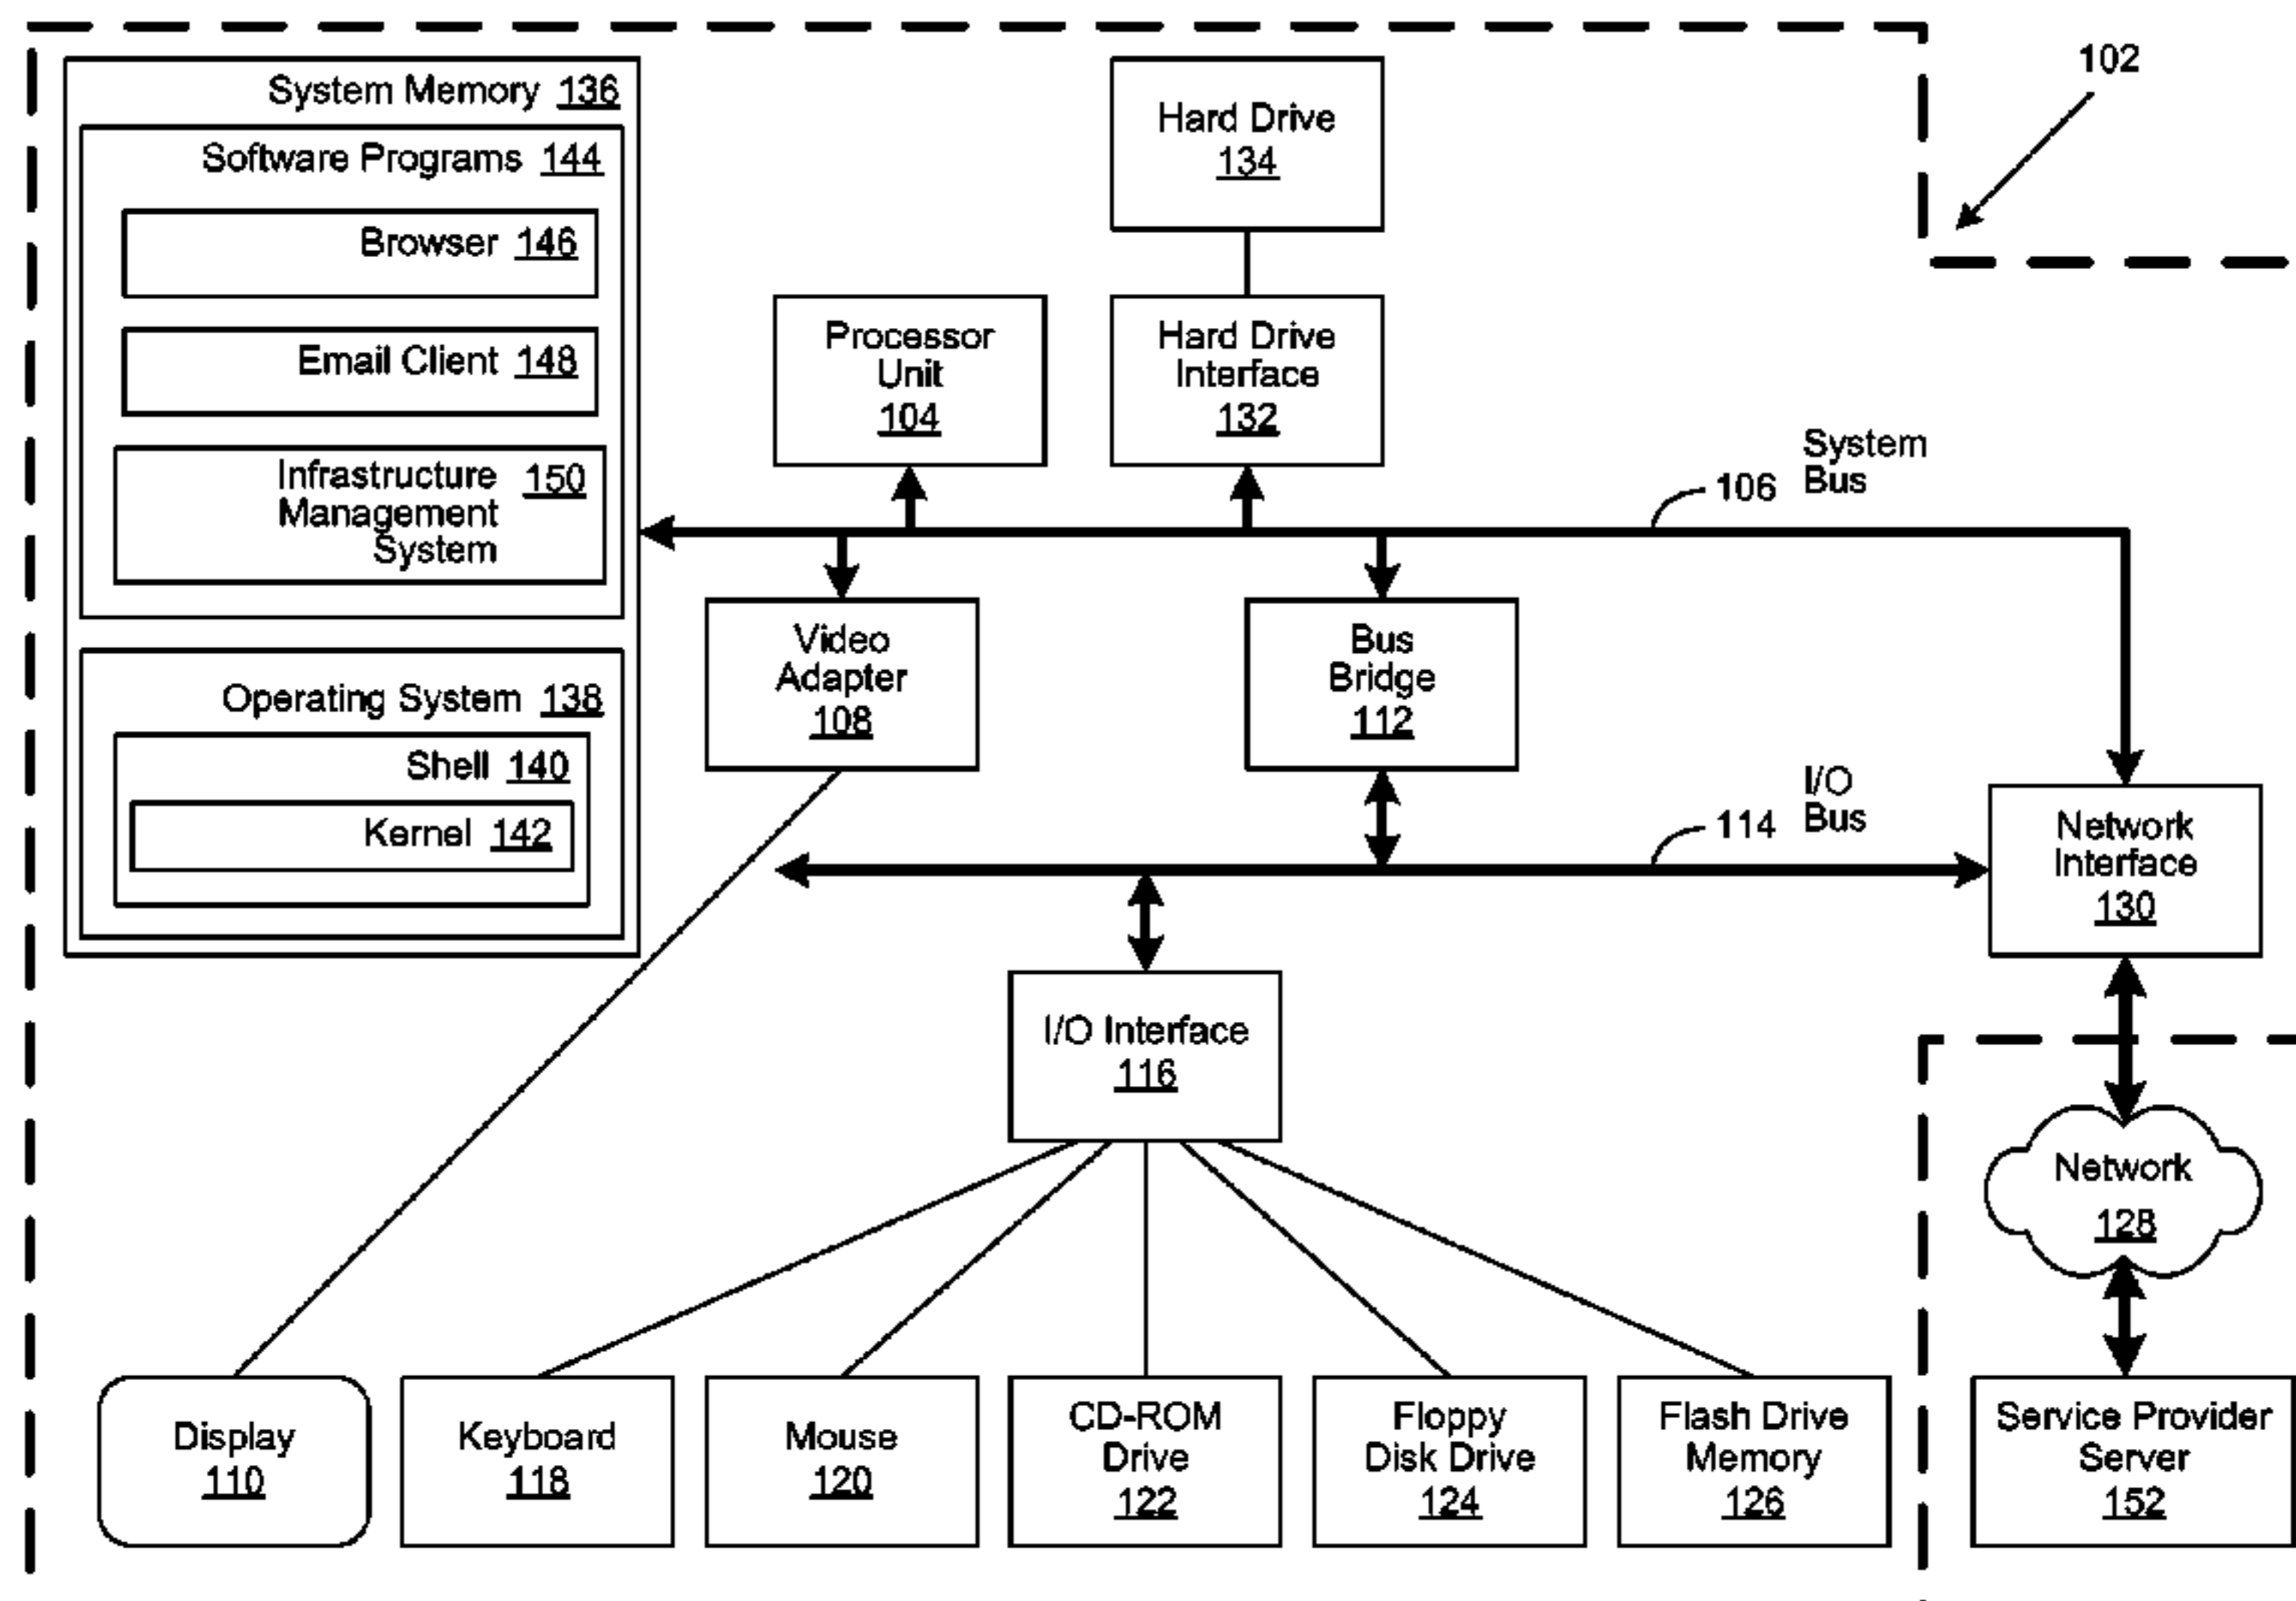 102
System Memory 136
Software Programs 144
Browser 146
Email Client 148
Infrastructure 150
Management
System
Operating System 138
Shell 140
Kernel 142
Hard Drive
134
Processor
Unit
104
Hard Drive
Interface
132
System
106 Bus
Video
Adapter
108
Bus
Bridge
112
I/O
114 Bus
Network
Interface
130
I/O Interface
116
Network
128
Display
110
Keyboard
118
Mouse
120
CD-ROM
Drive
122
Floppy
Disk Drive
124
Flash Drive
Memory
126
Service Provider
Server
152